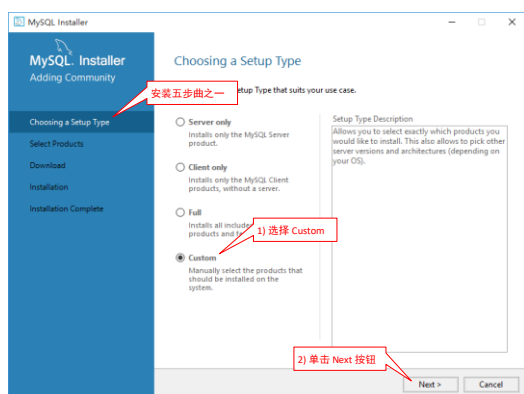 MySQL Installer
MySQL. Installer
Adding Community
Choosing a Setup Type
Select Products
Download
Installation
Installation Complete
Choosing a Setup Type
安装五步曲之一
etup Type that suits your use case.
Server only
Installs only the MySQL Server
product.
Client only
Installs only the MySQL Client
products, without a server.
Full
Installs all include
products and fe
1) 选择 Custom
Custom
Manually select the products that
should be installed on the
system.
Setup Type Description
Allows you to select exactly which products you
would like to install. This also allows to pick other
server versions and architectures (depending on
your OS).
2) 单击 Next 按钮
Next >
Cancel